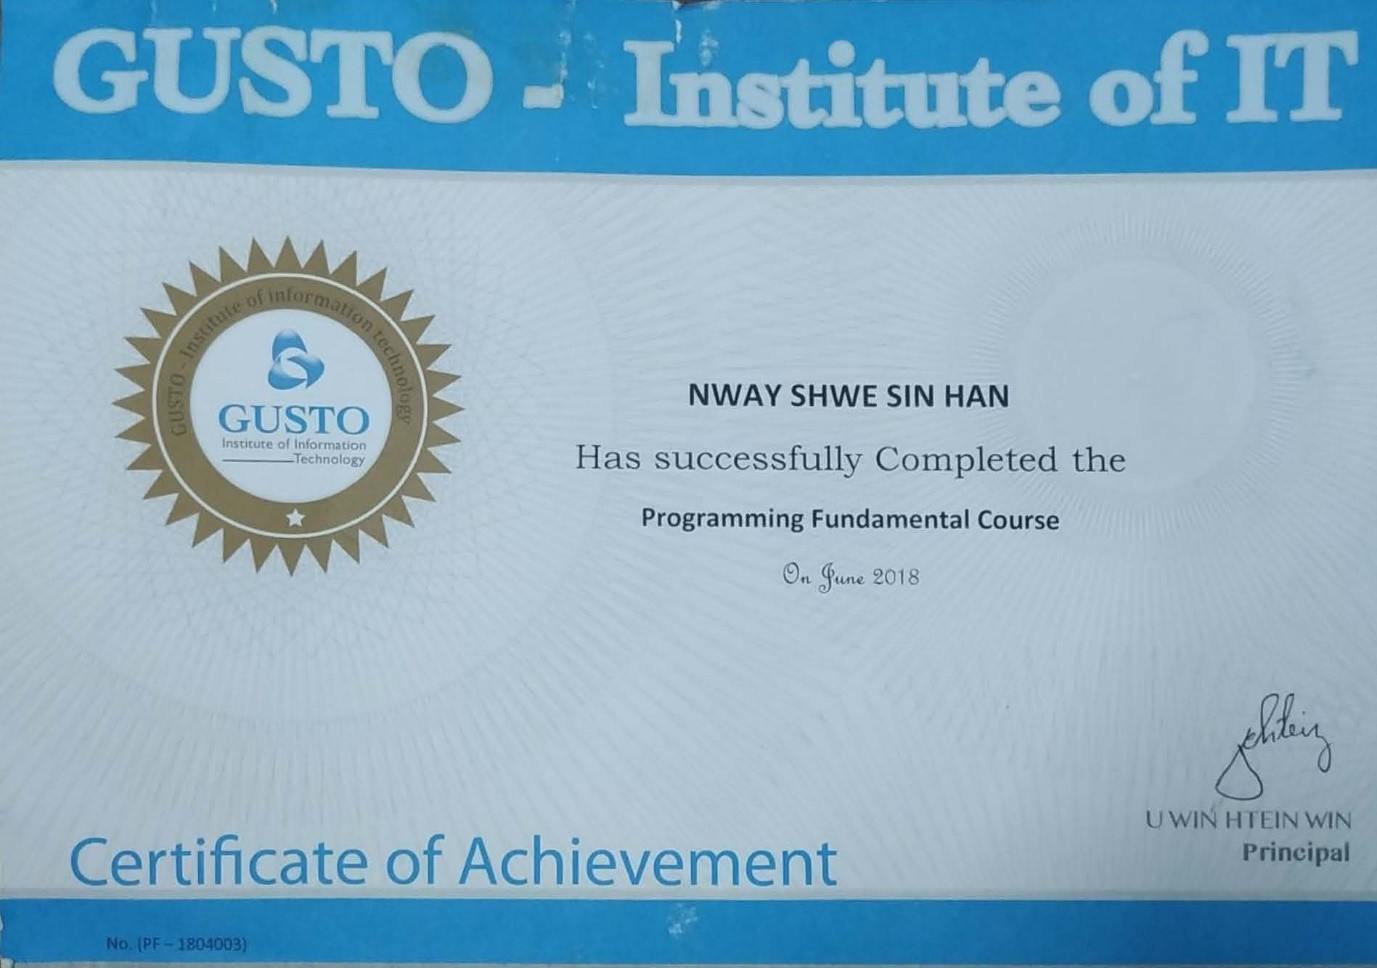 GUSTO - Institute of IT
GUSTO - Institute of information technology
GUSTO
Institute of Information
Technology
NWAY SHWE SIN HAN
Has successfully Completed the
Programming Fundamental Course
On June 2018
U WIN HTEIN WIN
Principal
Certificate of Achievement
No. (PF – 1804003)